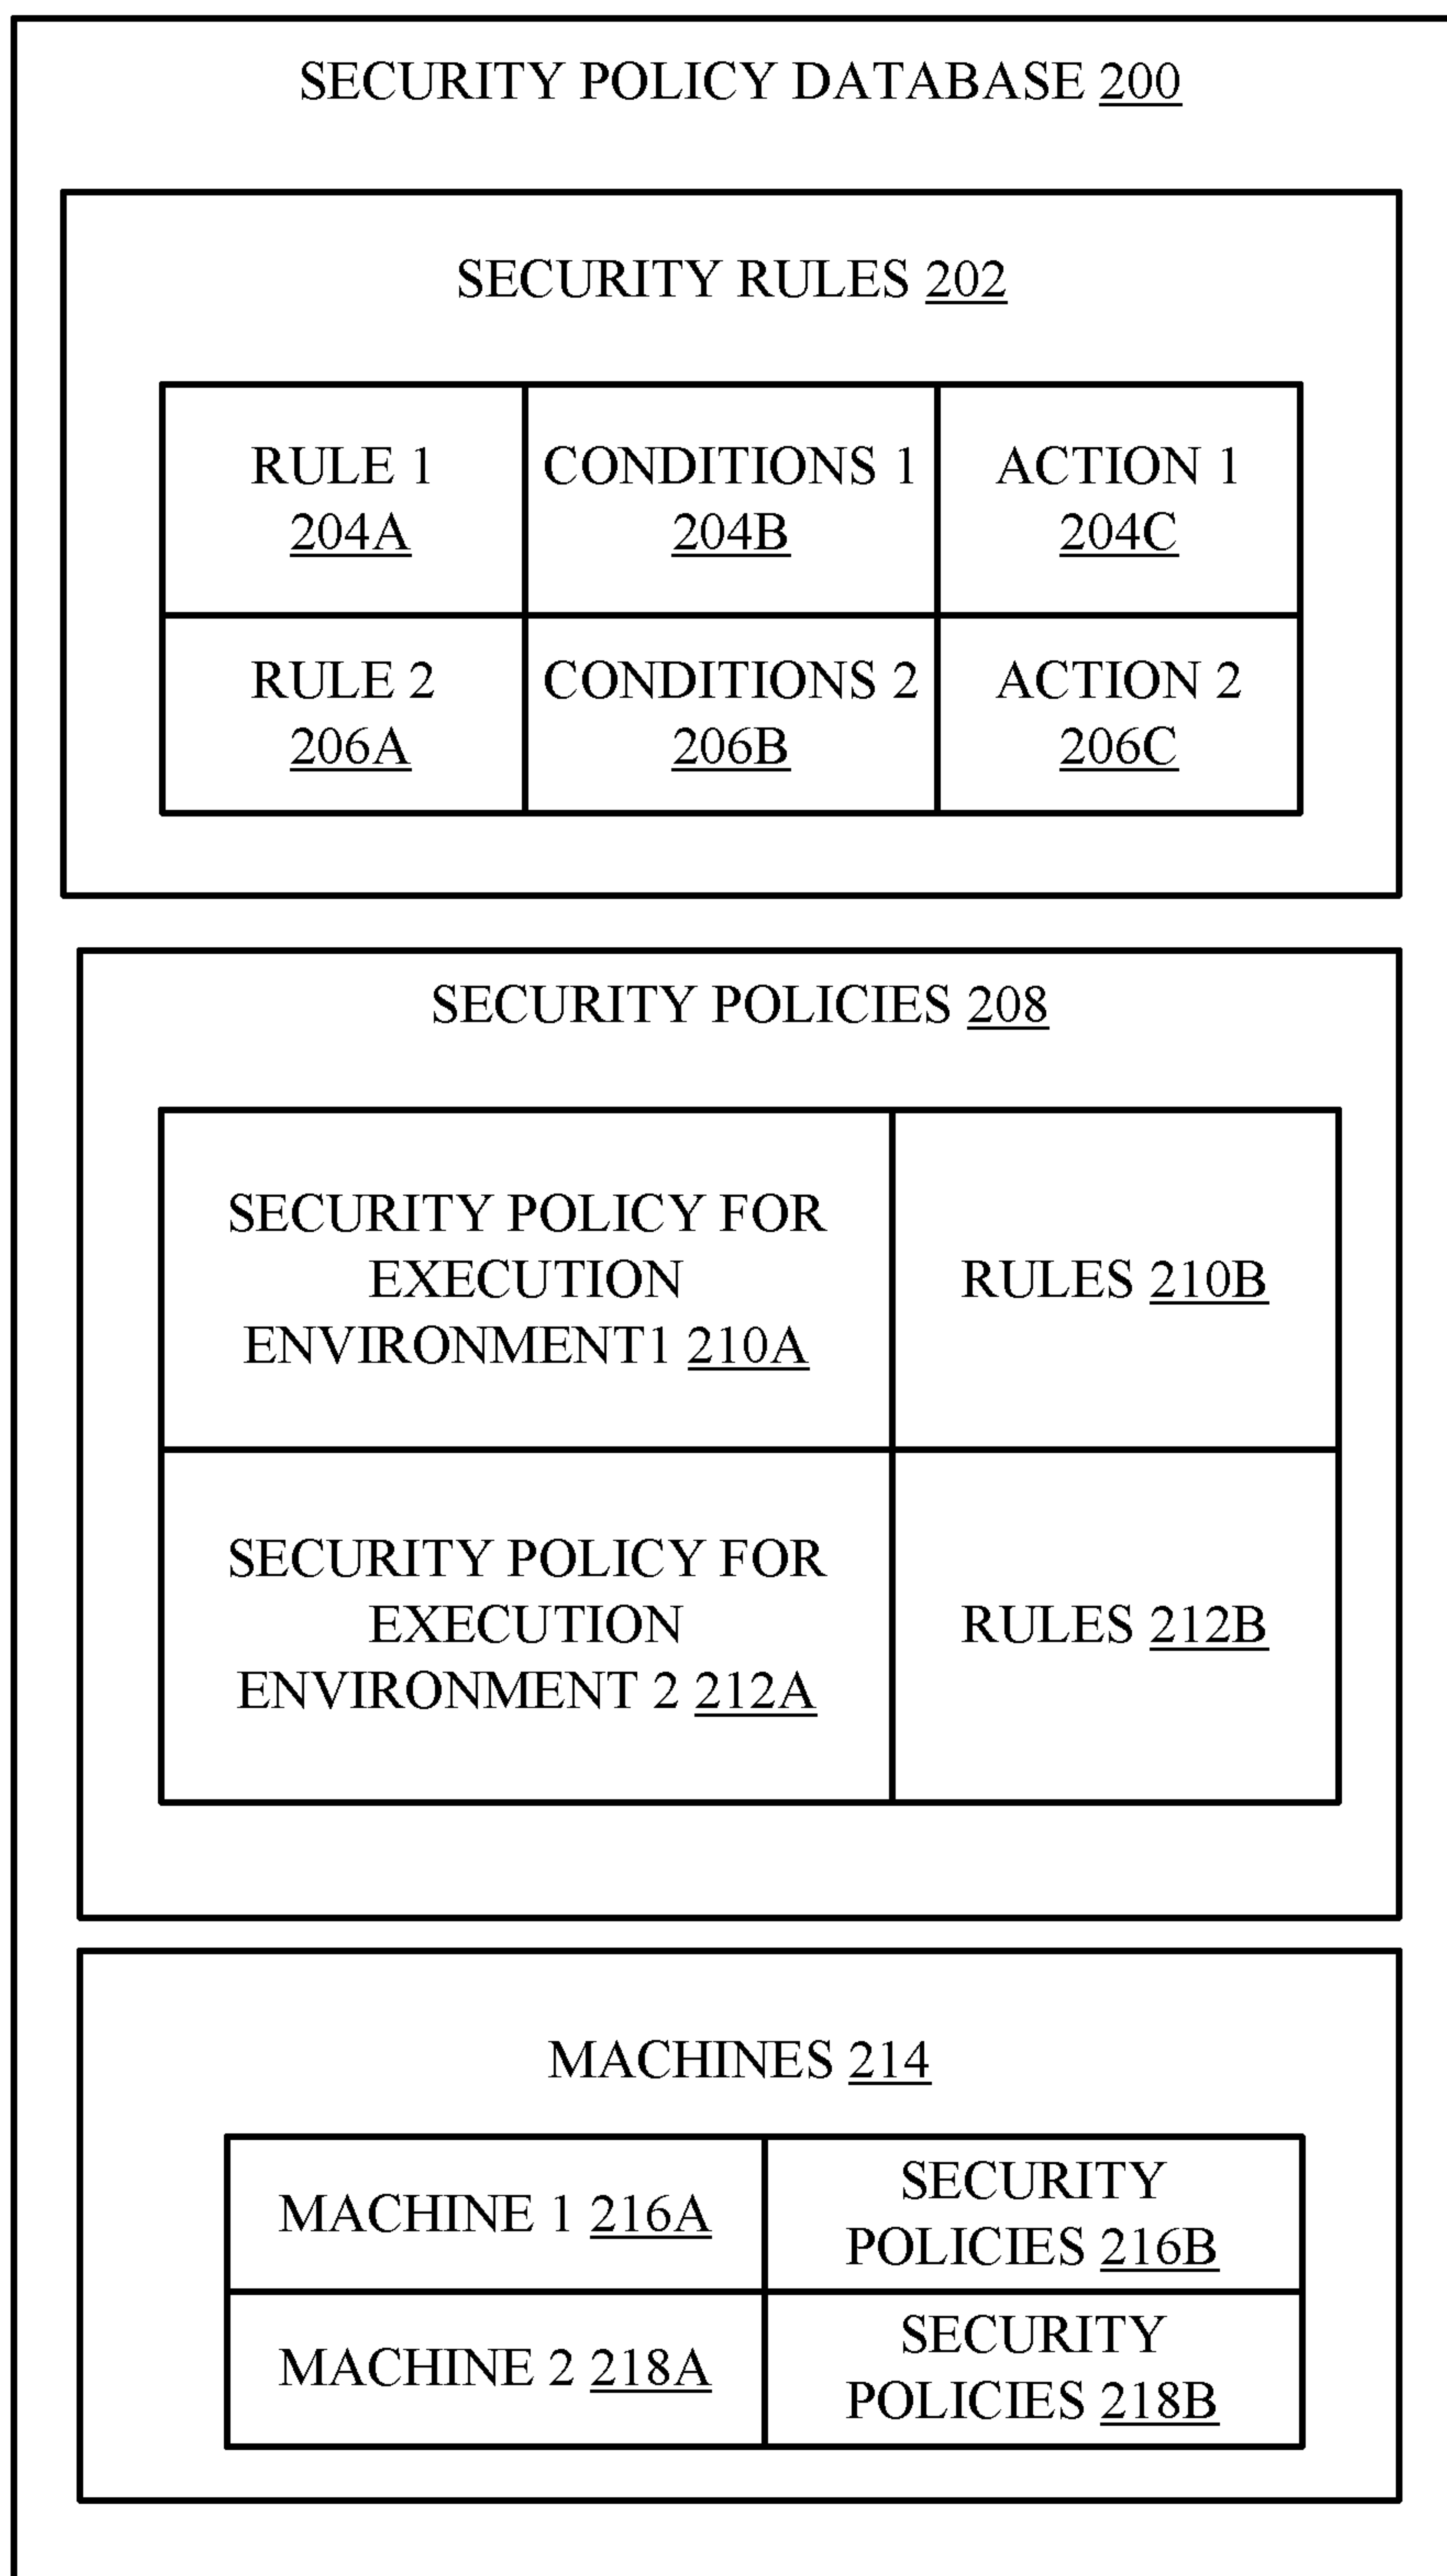 SECURITY POLICY DATABASE 200
SECURITY RULES 202
RULE 1
204A
CONDITIONS 1
204B
ACTION 1
204C
RULE 2
206A
CONDITIONS 2
206B
ACTION 2
206C
SECURITY POLICIES 208
SECURITY POLICY FOR
EXECUTION
ENVIRONMENT1 210A
RULES 210B
SECURITY POLICY FOR
EXECUTION
ENVIRONMENT 2 212A
RULES 212B
MACHINES 214
MACHINE 1 216A
SECURITY
POLICIES 216B
MACHINE 2 218A
SECURITY
POLICIES 218B